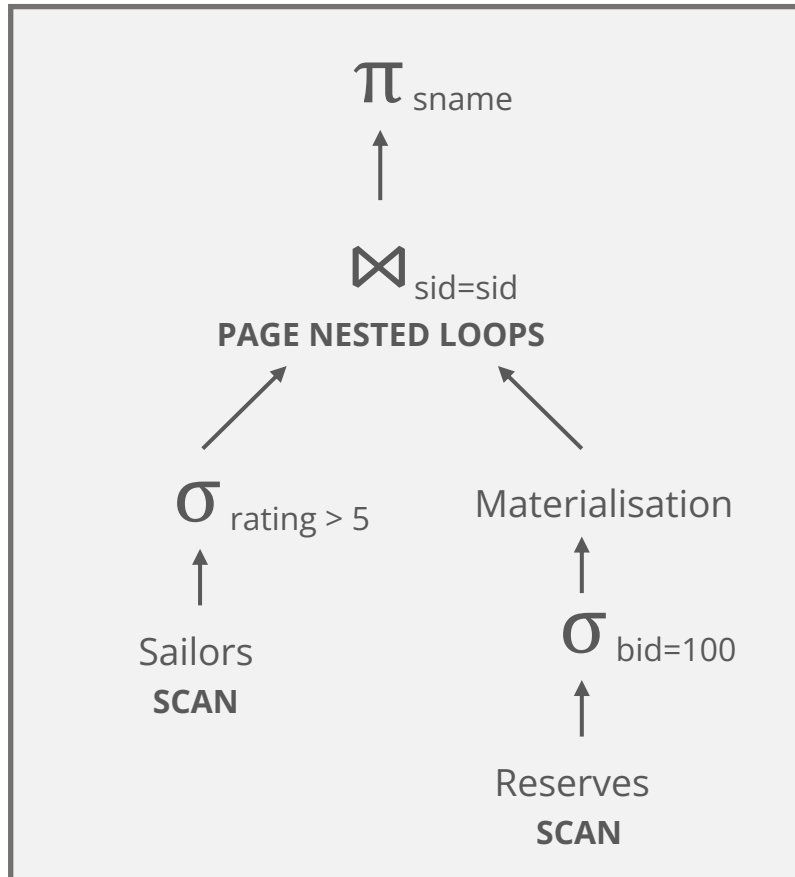 π sname
⋈ sid=sid
PAGE NESTED LOOPS
σ rating > 5
Materialisation
σ bid=100
Sailors
SCAN
Reserves
SCAN